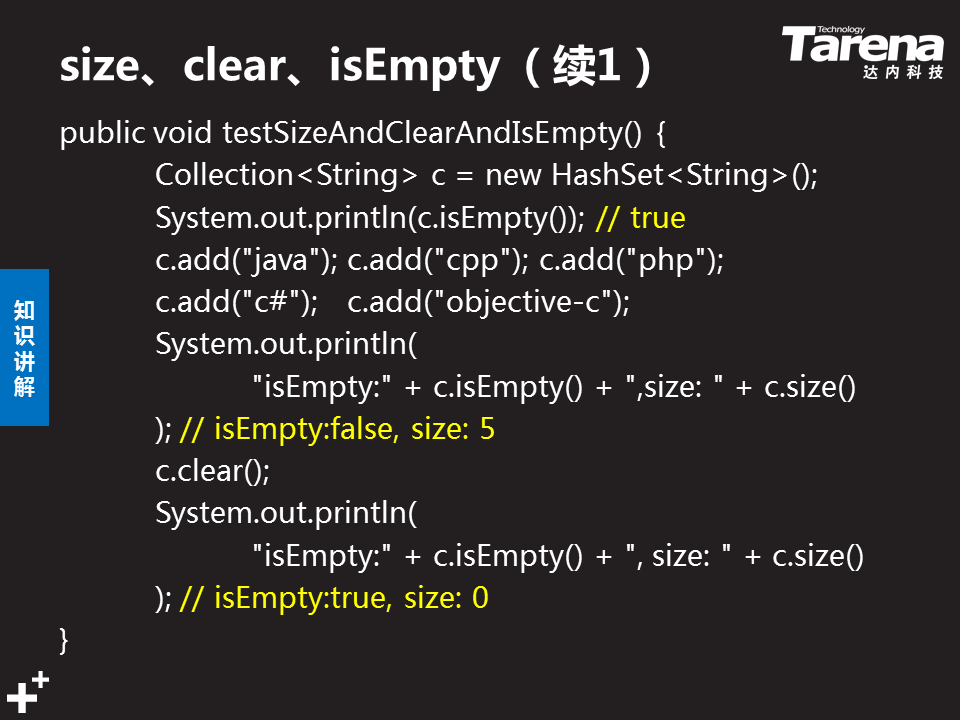 size、clear、isEmpty（续1）
Technology
Tarena
达内科技
public void testSizeAndClearAndIsEmpty() {
Collection<String> c = new HashSet<String>();
System.out.println(c.isEmpty()); // true
c.add("java"); c.add("cpp"); c.add("php");
c.add("c#"); c.add("objective-c");
System.out.println(
"isEmpty:" + c.isEmpty() + ",size: " + c.size()
); // isEmpty:false, size: 5
c.clear();
System.out.println(
"isEmpty:" + c.isEmpty() + ", size: " + c.size()
); // isEmpty:true, size: 0
}
知
识
讲
解